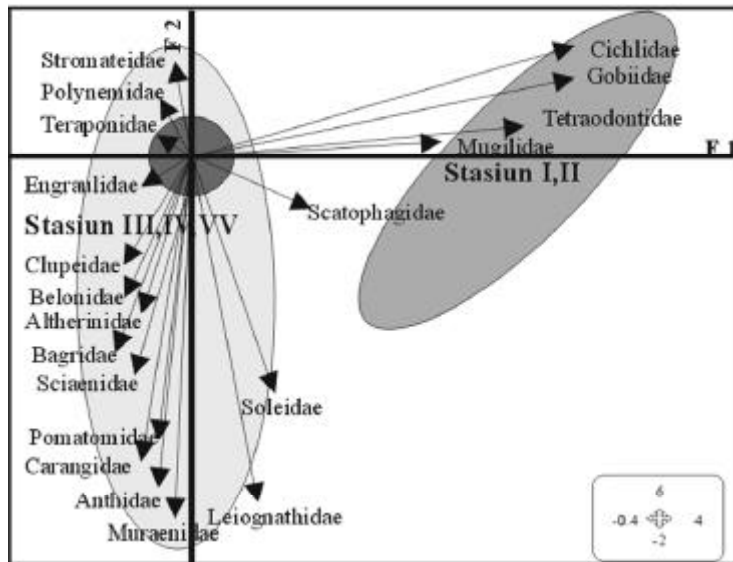 F 2
Stromateidae
Polynemidae
Teraponidae
Engraulidae
Stasiun III,IV,VV
Clupeidae
Belonidae
Altherinidae
Bagridae
Sciaenidae
Pomatomidae
Carangidae
Anthidae
Muraenidae
Leiognathidae
Soleidae
Scatophagidae
Cichlidae
Gobiidae
Tetraodontidae
Mugilidae
F 1
Stasiun I,II
6
-0.4 4
-2